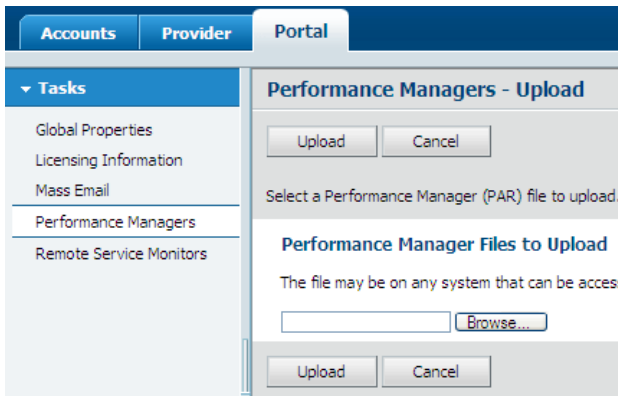 Accounts Provider Portal
Tasks
Global Properties
Licensing Information
Mass Email
Performance Managers
Remote Service Monitors
Performance Managers - Upload
Upload Cancel
Select a Performance Manager (PAR) file to upload.
Performance Manager Files to Upload
The file may be on any system that can be acces
Browse...
Upload Cancel